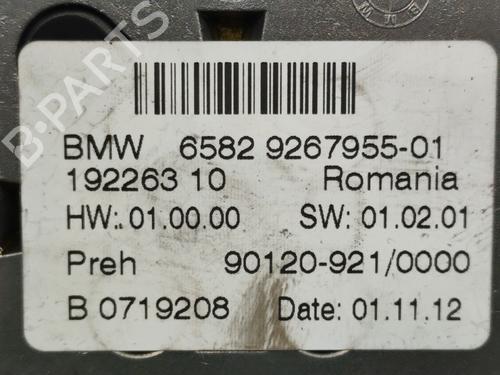 BMW
B-PARTS
BMW 6582 9267955-01
192263 10 Romania
HW: 01.00.00 SW: 01.02.01
Preh 90120-921/0000
B 0719208 Date: 01.11.12